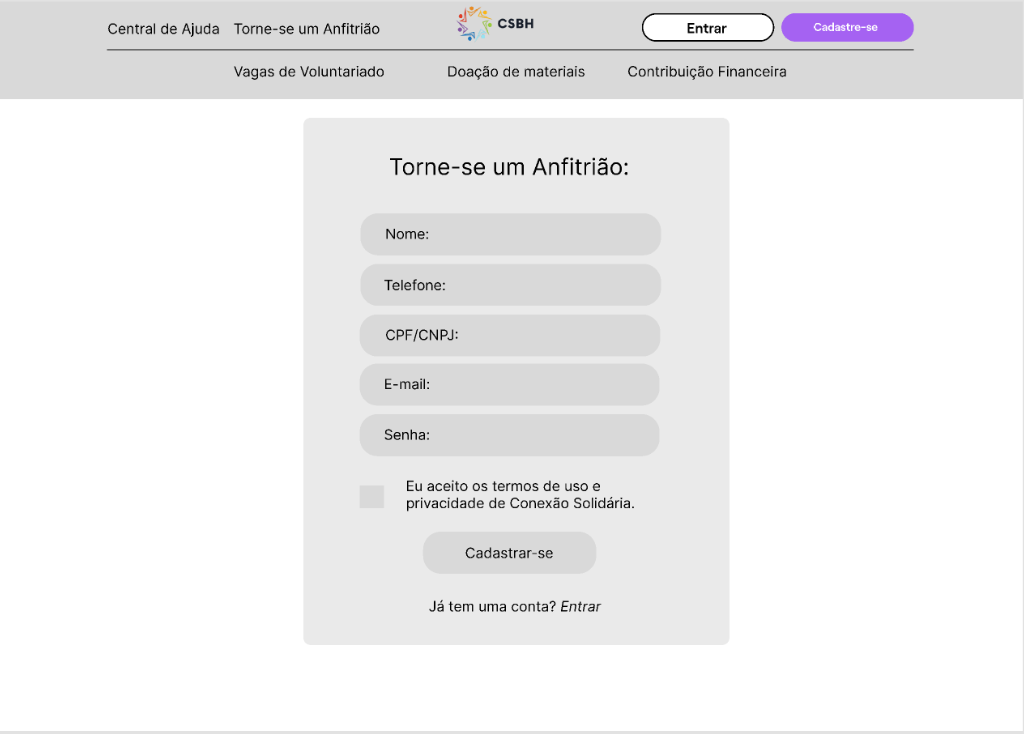 Central de Ajuda
Torne-se um Anfitrião
CSBH
Entrar
Cadastre-se
Vagas de Voluntariado
Doação de materiais
Contribuição Financeira
Torne-se um Anfitrião:
Nome:
Telefone:
CPF/CNPJ:
E-mail:
Senha:
Eu aceito os termos de uso e
privacidade de Conexão Solidária.
Cadastrar-se
Já tem uma conta? Entrar